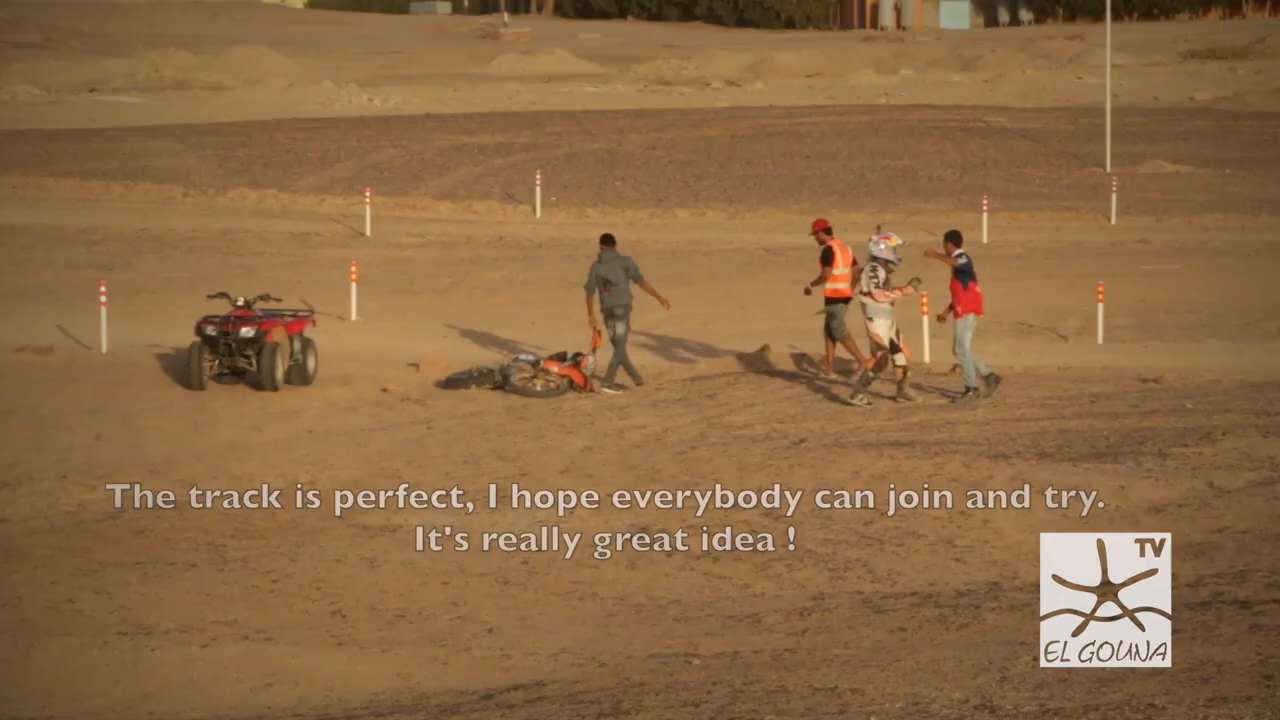 The track is perfect, I hope everybody can join and try.
It's really great idea !
TV
EL GOUNA